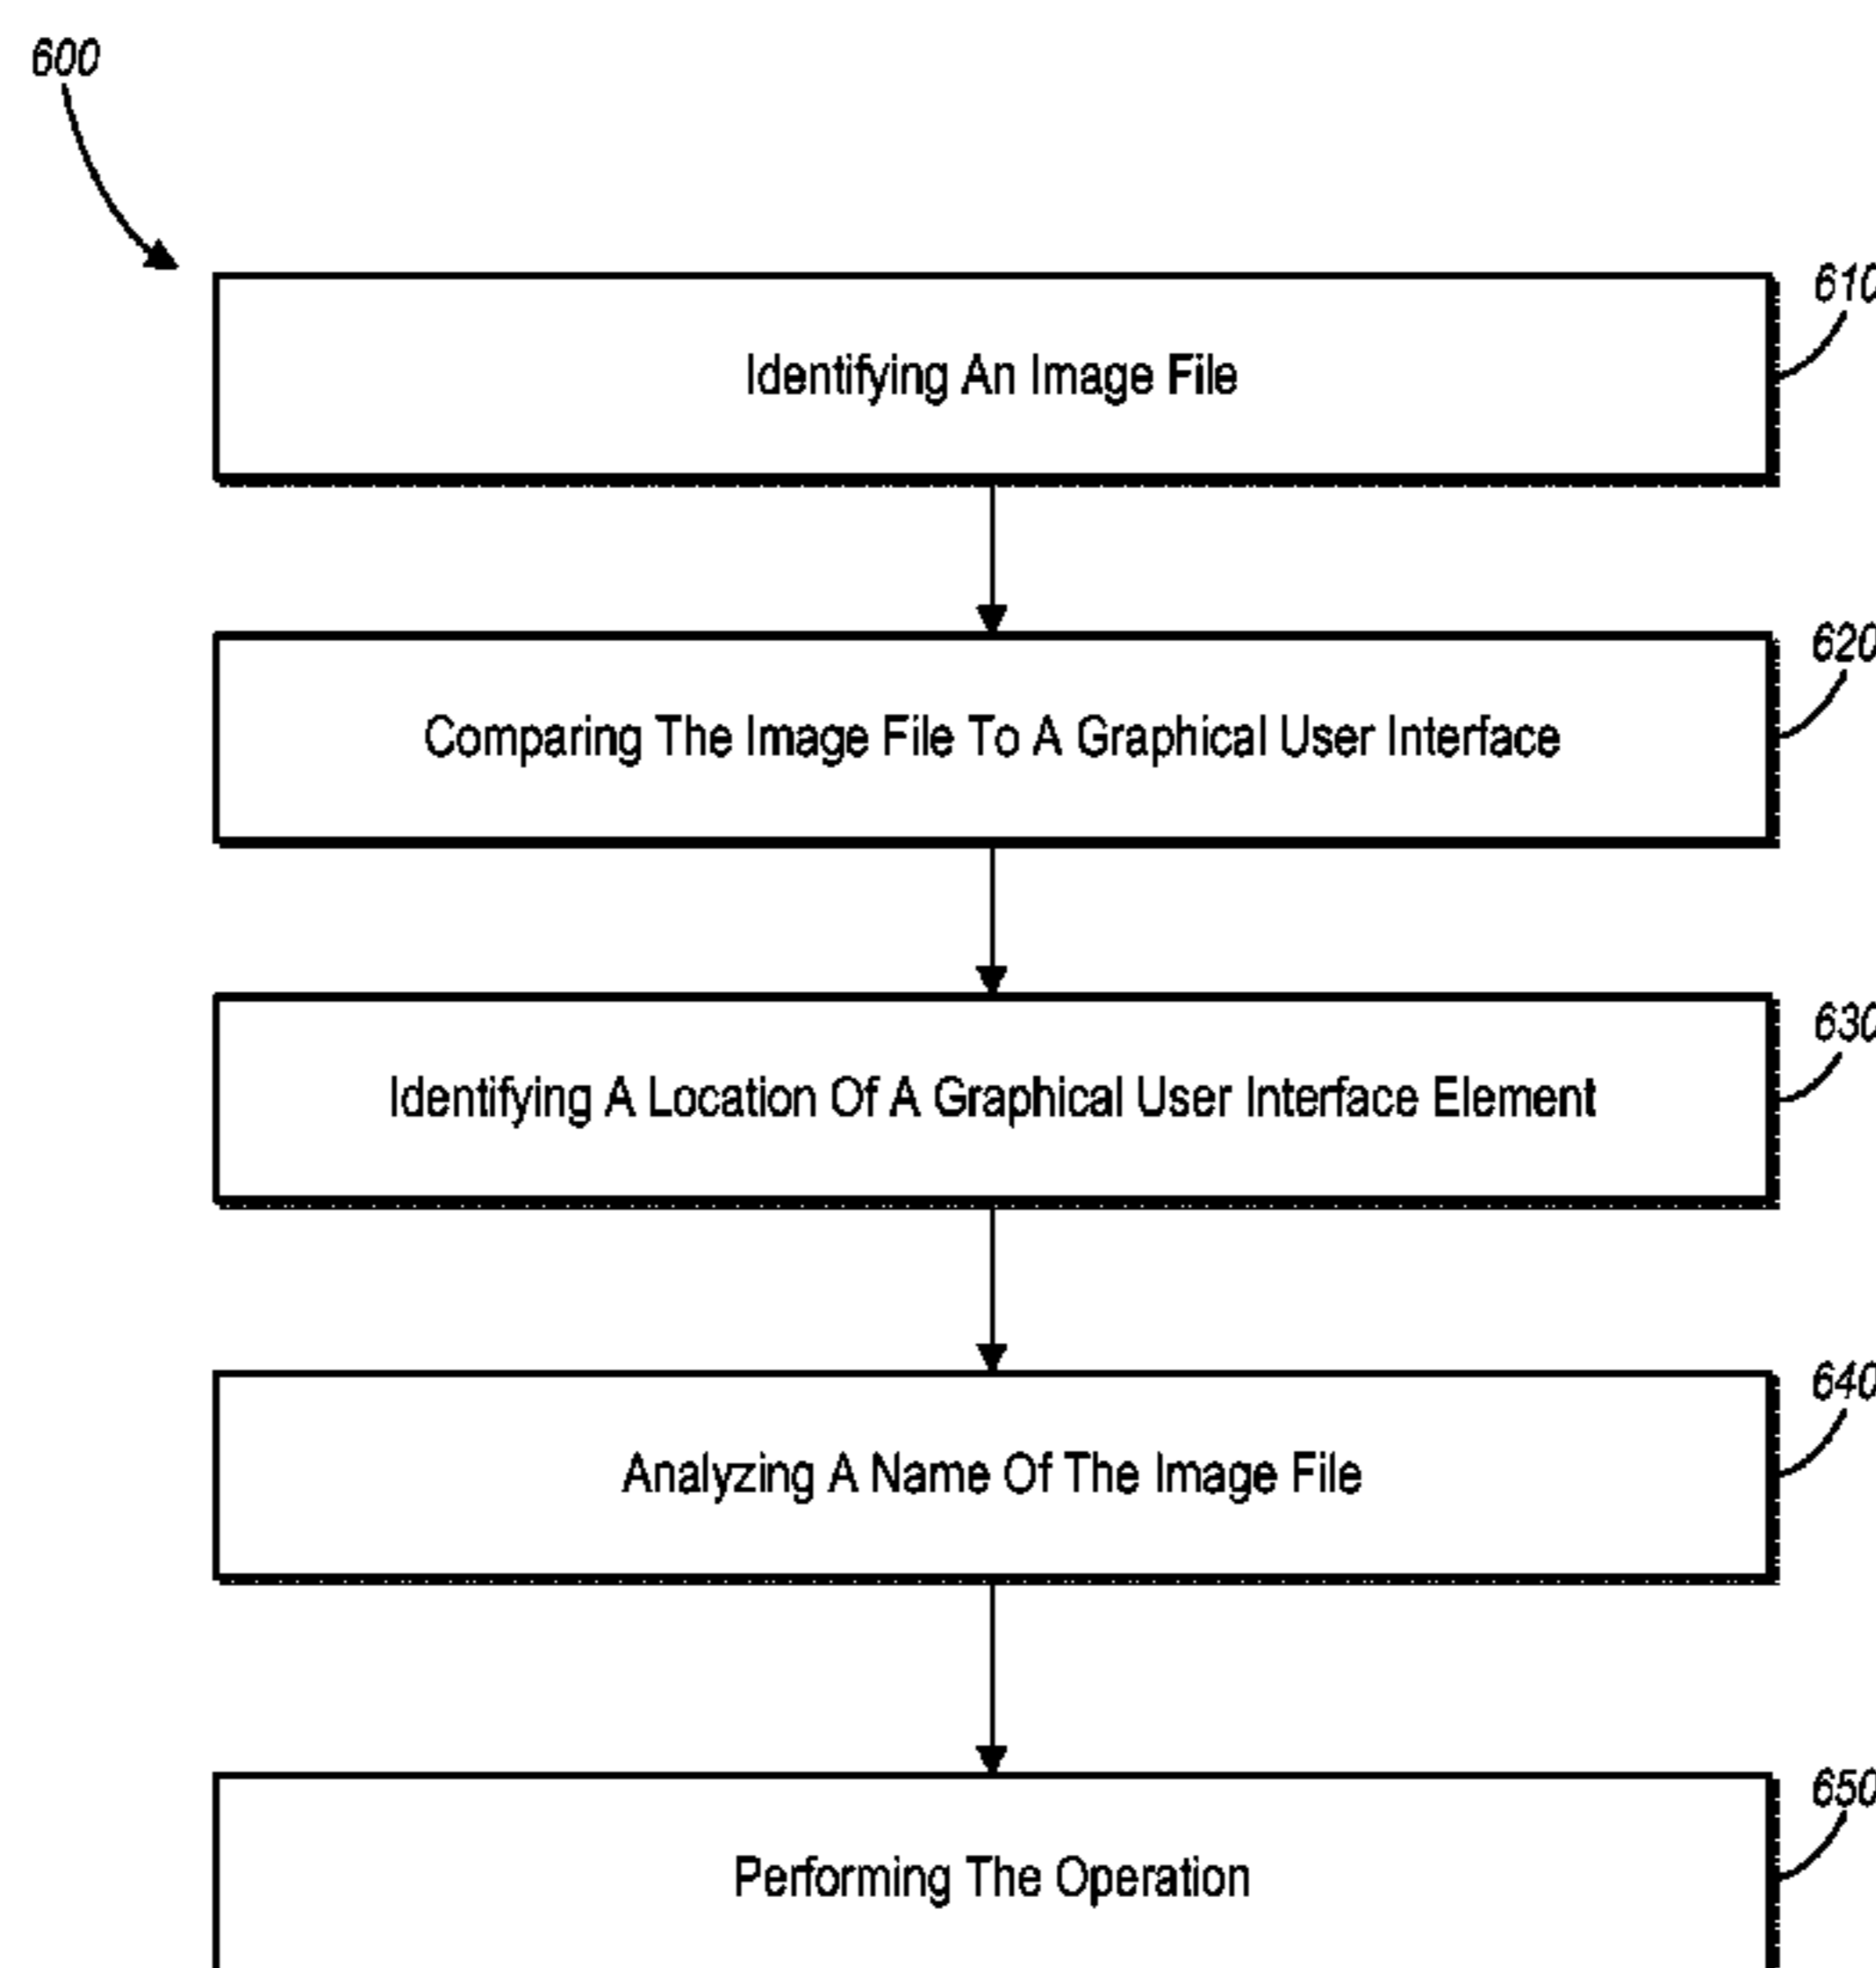 600
610
Identifying An Image File
620
Comparing The Image File To A Graphical User Interface
630
Identifying A Location Of A Graphical User Interface Element
640
Analyzing A Name Of The Image File
650
Performing The Operation